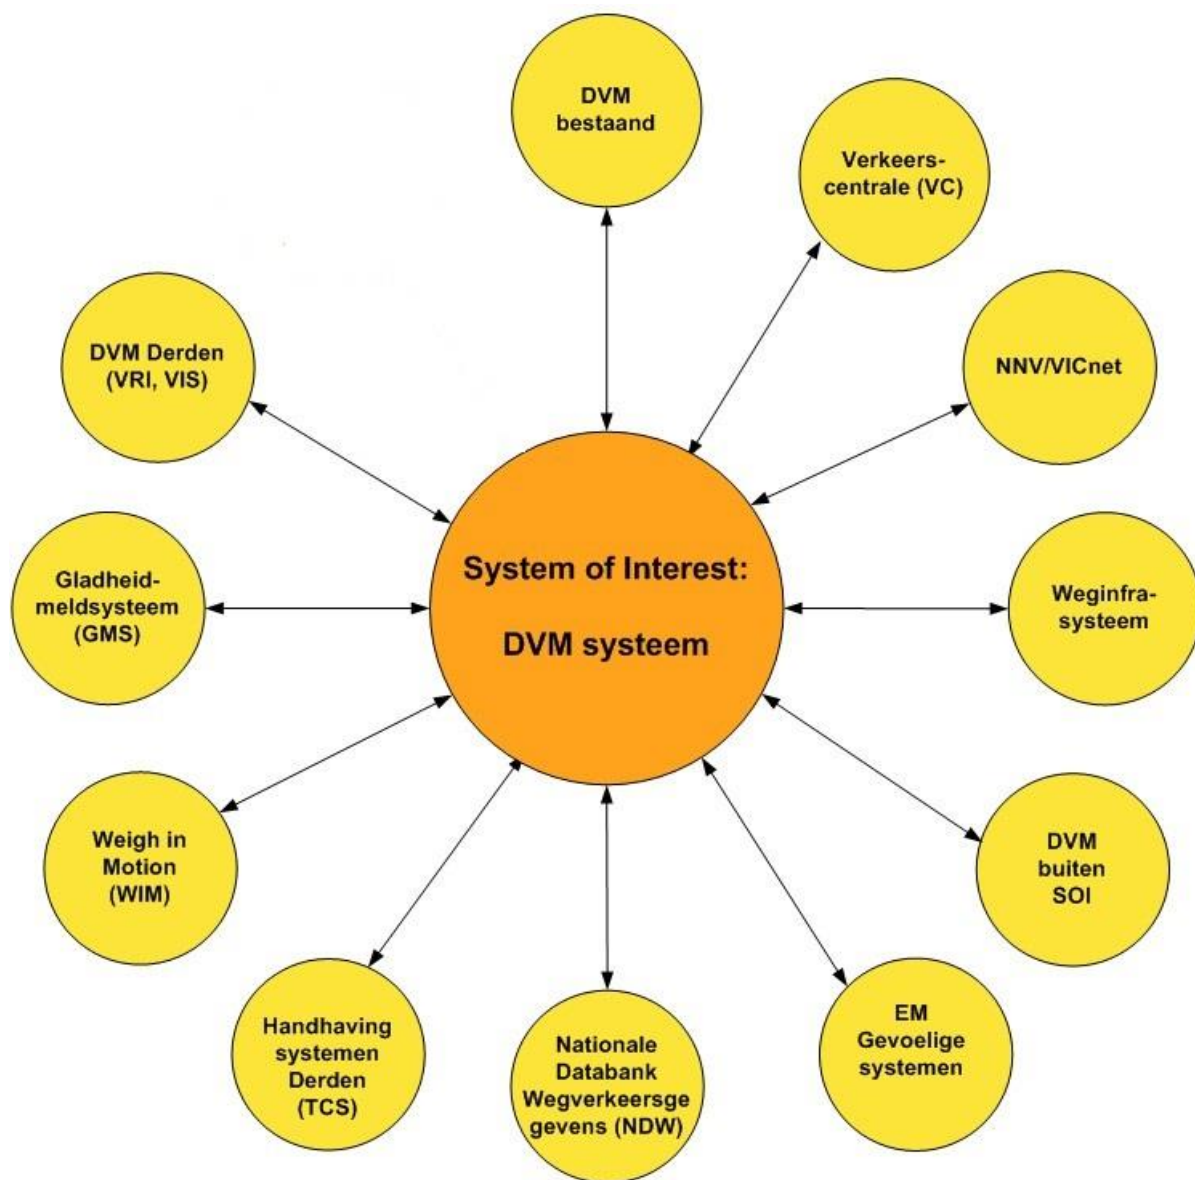 DVM
bestaand
Verkeers-
centrale (VC)
NNV/VICnet
Weginfra-
systeem
DVM
buiten
SOI
EM
Gevoelige
systemen
Nationale
Databank
Wegverkeersge
gevens (NDW)
Handhaving
systemen
Derden
(TCS)
Weigh in
Motion
(WIM)
Gladheid-
meldsysteem
(GMS)
DVM Derden
(VRI, VIS)
System of Interest:
DVM systeem